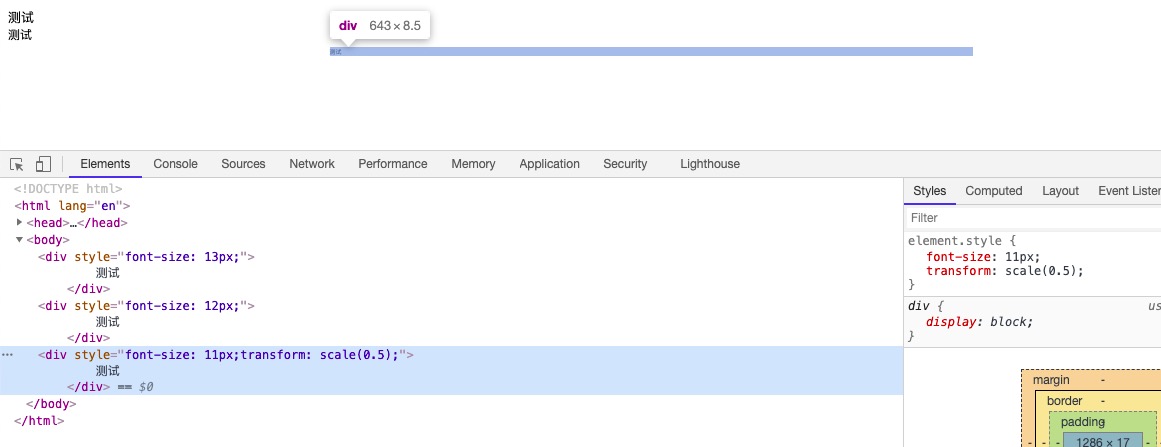 测试
测试
div 643 × 8.5
测试
Elements Console Sources Network Performance Memory Application Security Lighthouse
<!DOCTYPE html>
<html lang="en">
<head>…</head>
<body>
<div style="font-size: 13px;">
测试
</div>
<div style="font-size: 12px;">
测试
</div>
<div style="font-size: 11px;transform: scale(0.5);">
测试
</div> == $0
</body>
</html>
Styles Computed Layout Event Listen
Filter
element.style {
font-size: 11px;
transform: scale(0.5);
}
div { us
display: block;
}
margin -
border -
padding -
- - - 1286 × 17 - -